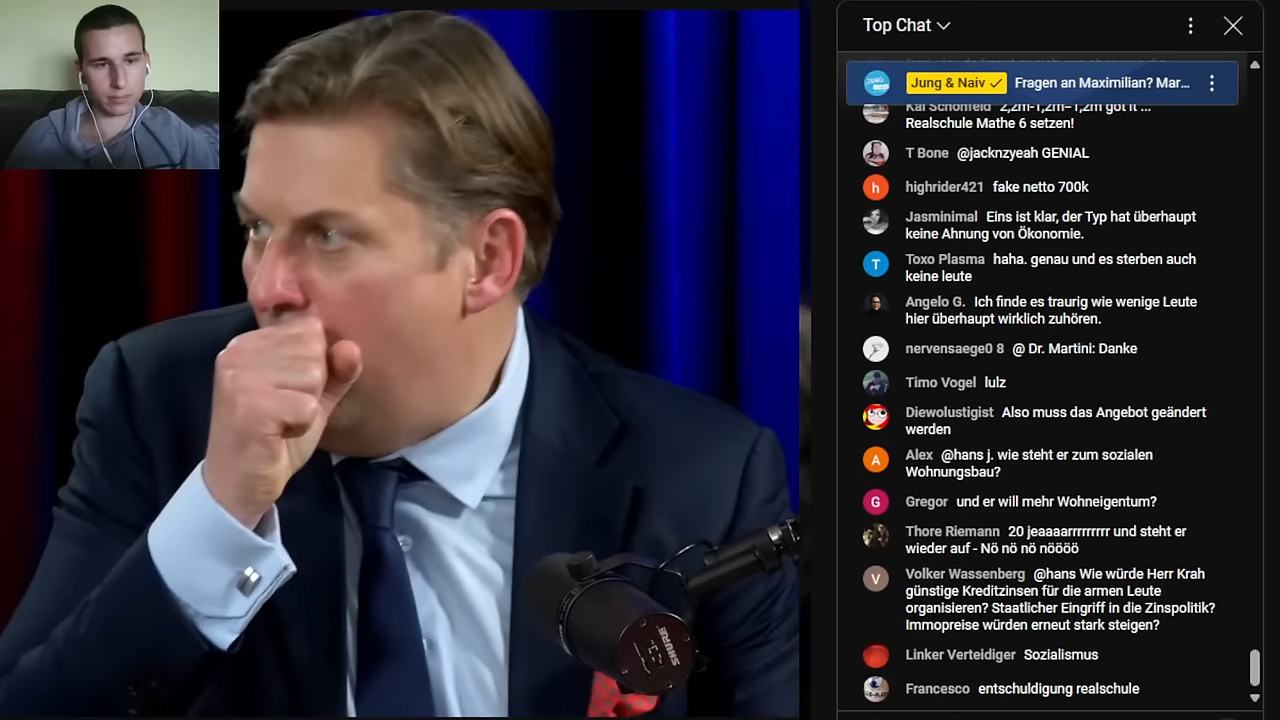 Top Chat
Jung & Naiv Fragen an Maximilian? Mar...
Kai Schönfeld 2,2m-1,2m=1,2m got it ...
Realschule Mathe 6 setzen!
T Bone @jacknzyeah GENIAL
h highrider421 fake netto 700k
Jasminimal Eins ist klar, der Typ hat überhaupt
keine Ahnung von Ökonomie.
T Toxo Plasma haha. genau und es sterben auch
keine leute
Angelo G. Ich finde es traurig wie wenige Leute
hier überhaupt wirklich zuhören.
nervensaege0 8 @ Dr. Martini: Danke
Timo Vogel lulz
Diewolustigist Also muss das Angebot geändert
werden
A Alex @hans j. wie steht er zum sozialen
Wohnungsbau?
G Gregor und er will mehr Wohneigentum?
Thore Riemann 20 jeaaaarrrrrrrrr und steht er
wieder auf - Nö nö nö nöööö
V Volker Wassenberg @hans Wie würde Herr Krah
günstige Kreditzinsen für die armen Leute
organisieren? Staatlicher Eingriff in die Zinspolitik?
Immopreise würden erneut stark steigen?
Linker Verteidiger Sozialismus
Francesco entschuldigung realschule
SHURE